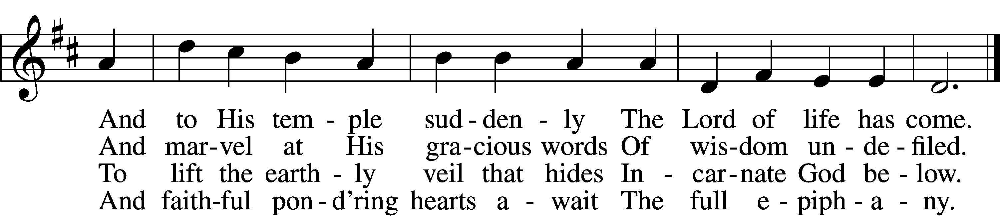 And to His tem - ple sud - den - ly The Lord of life has come.
And mar - vel at His gra - cious words Of wis - dom un - de - filed.
To lift the earth - ly veil that hides In - car - nate God be - low.
And faith - ful pon - d’ring hearts a - wait The full e - piph - a - ny.